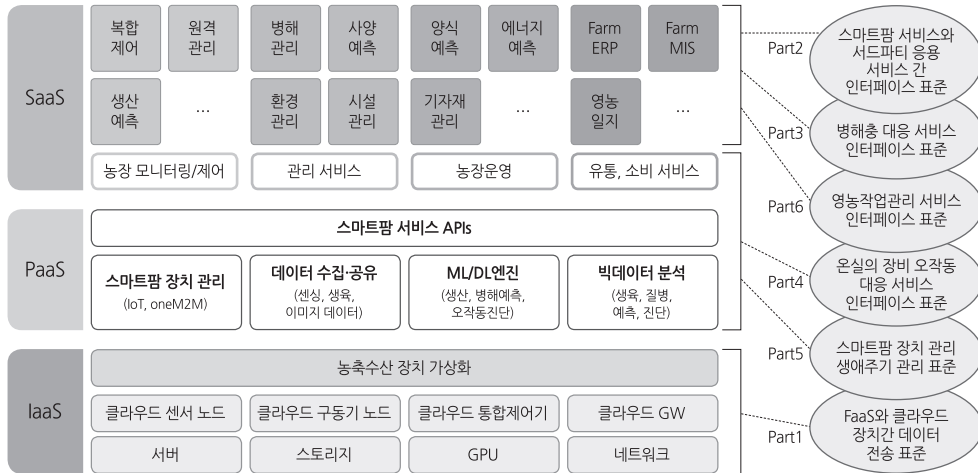 SaaS
복합
제어
원격
관리
병해
관리
사양
예측
양식
예측
에너지
예측
Farm
ERP
Farm
MIS
생산
예측
...
환경
관리
시설
관리
기자재
관리
...
영농
일지
...
농장 모니터링/제어
관리 서비스
농장운영
유통, 소비 서비스
PaaS
스마트팜 서비스 APIs
스마트팜 장치 관리
(IoT, oneM2M)
데이터 수집·공유
(센싱, 생육,
이미지 데이터)
ML/DL엔진
(생산, 병해예측,
오작동진단)
빅데이터 분석
(생육, 질병,
예측, 진단)
IaaS
농축수산 장치 가상화
클라우드 센서 노드
클라우드 구동기 노드
클라우드 통합제어기
클라우드 GW
서버
스토리지
GPU
네트워크
Part2
스마트팜 서비스와
서드파티 응용
서비스 간
인터페이스 표준
Part3
병해충 대응 서비스
인터페이스 표준
Part6
영농작업관리 서비스
인터페이스 표준
Part4
온실의 장비 오작동
대응 서비스
인터페이스 표준
Part5
스마트팜 장치 관리
생애주기 관리 표준
Part1
FaaS와 클라우드
장치간 데이터
전송 표준